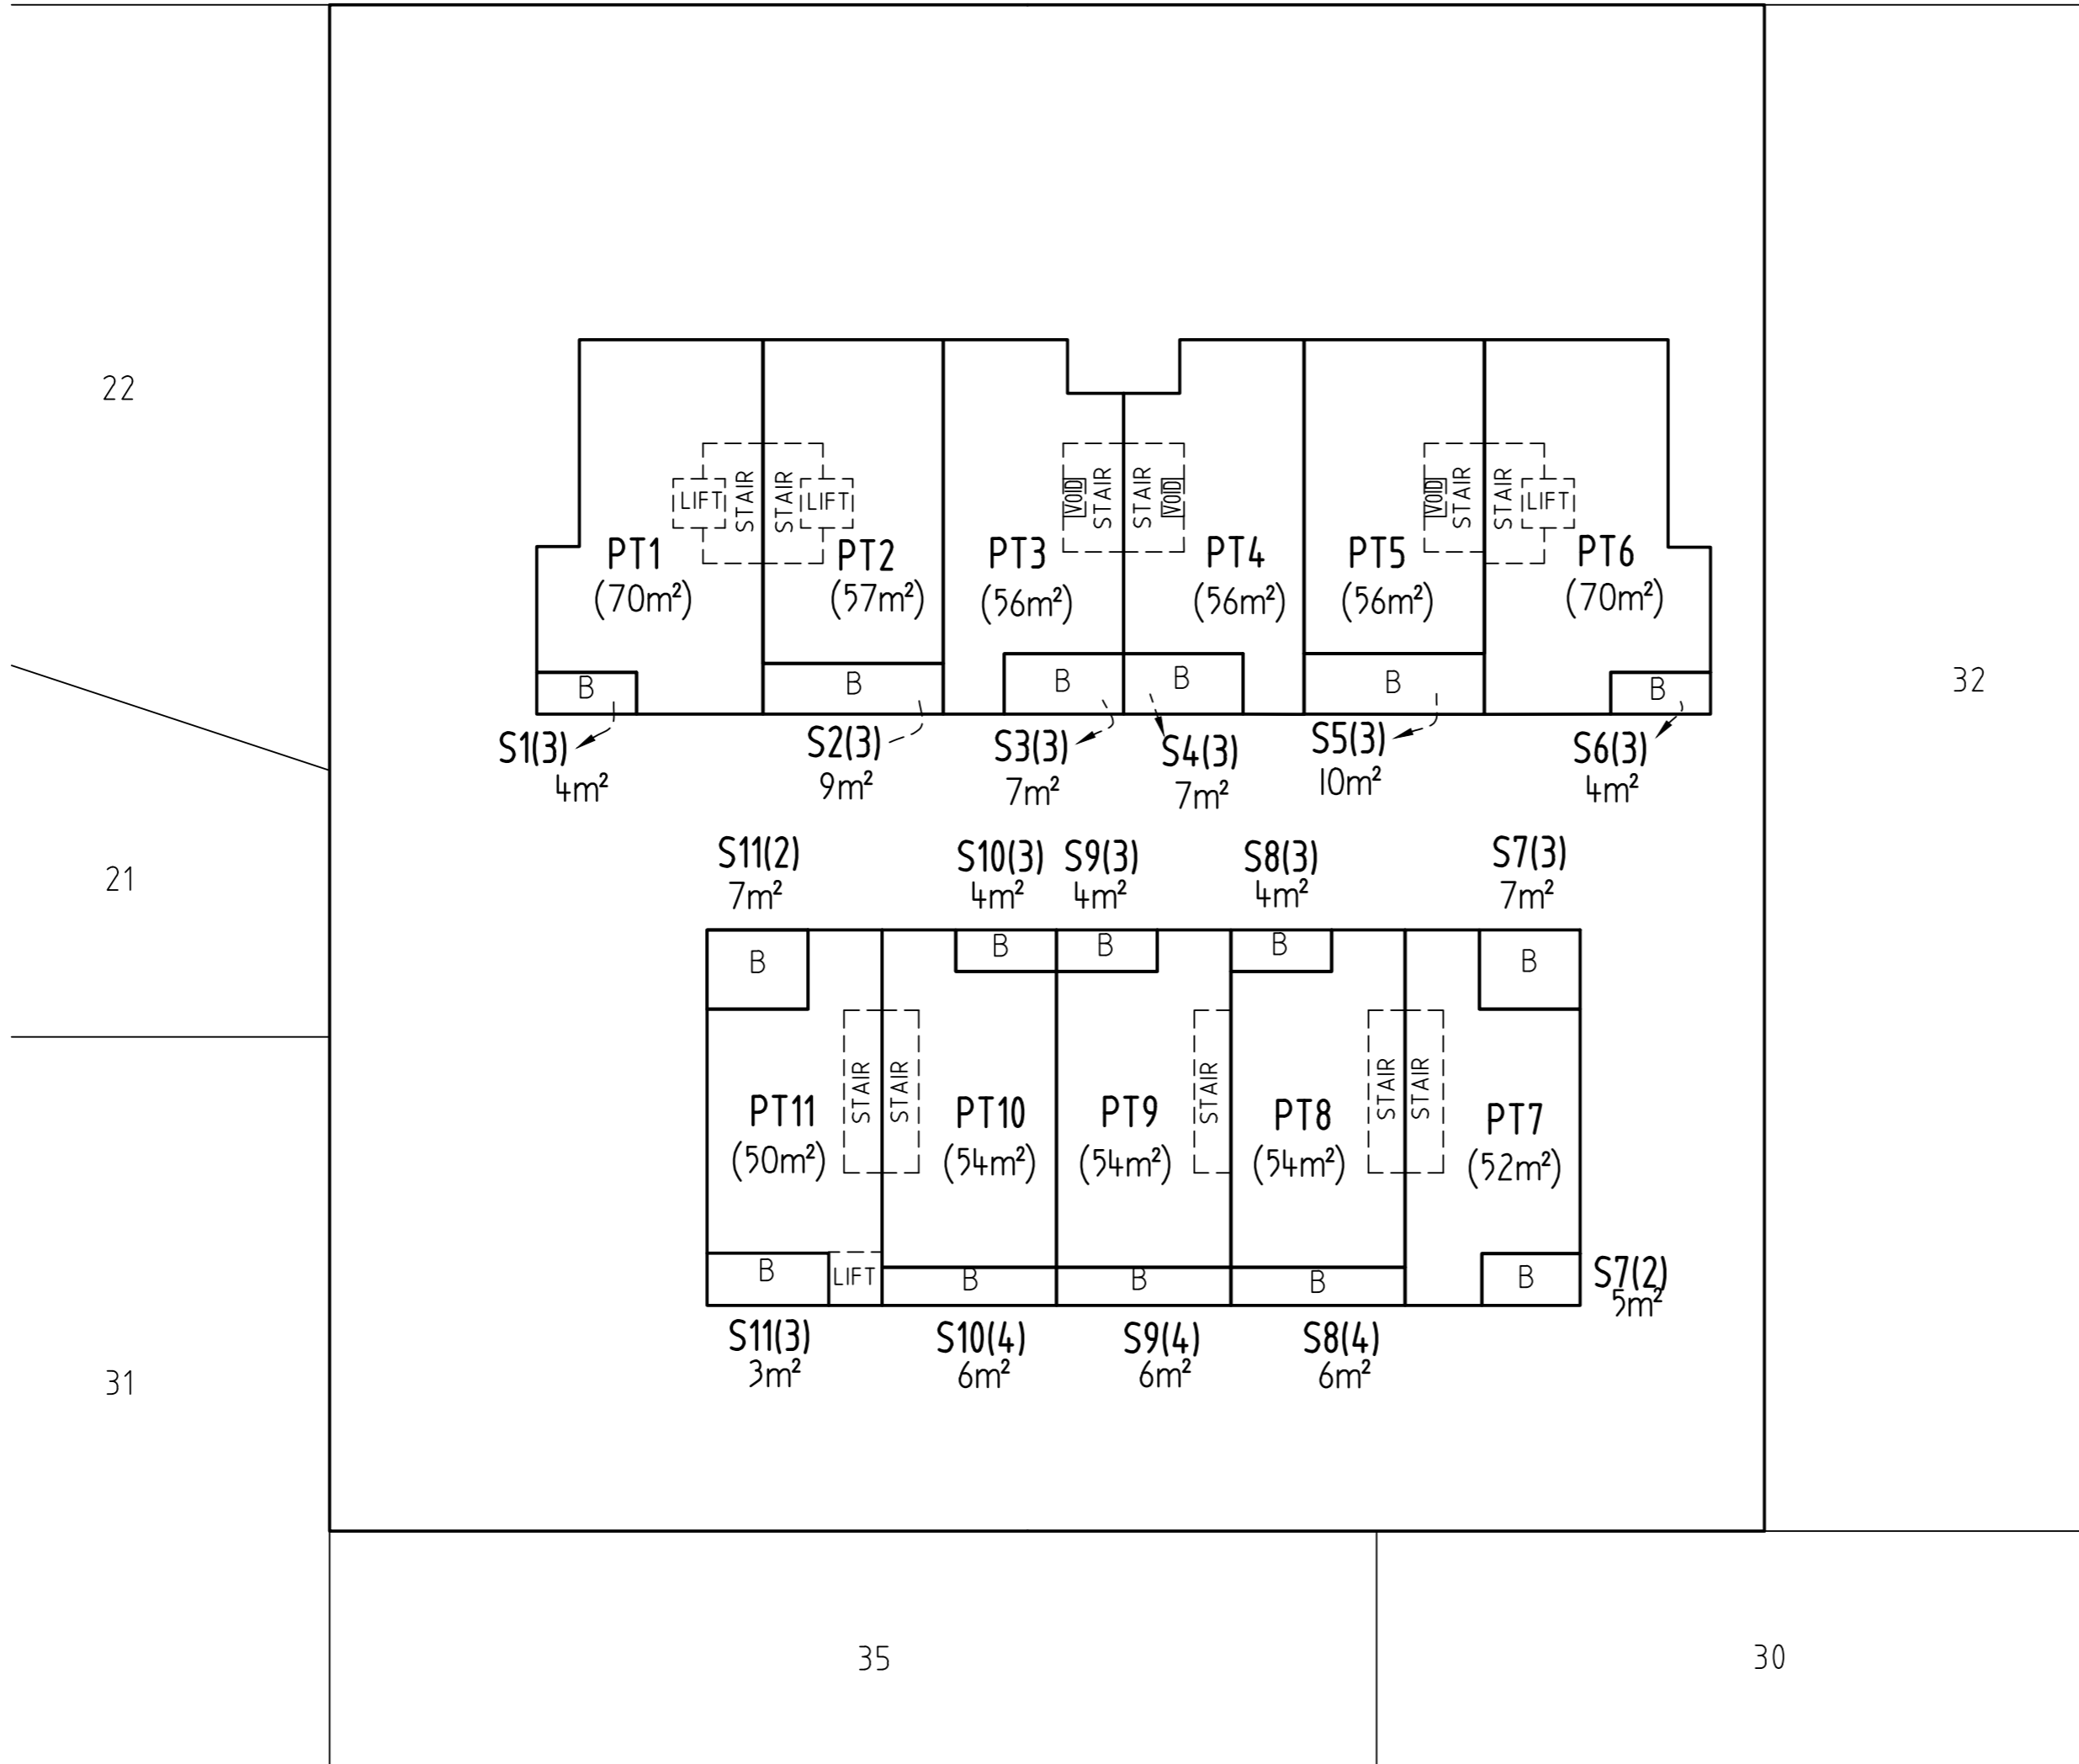 22
LIFT
STAIR
STAIR
LIFT
VOID
STAIR
STAIR
VOID
VOID
STAIR
STAIR
LIFT
PT1
(70m²)
PT2
(57m²)
PT3
(56m²)
PT4
(56m²)
PT5
(56m²)
PT6
(70m²)
B
B
B
B
B
B
32
S1(3)
4m²
S2(3)
9m²
S3(3)
7m²
S4(3)
7m²
S5(3)
10m²
S6(3)
4m²
21
S11(2)
7m²
S10(3)
4m²
S9(3)
4m²
S8(3)
4m²
S7(3)
7m²
B
B
B
B
B
STAIR
STAIR
STAIR
STAIR
STAIR
PT11
(50m²)
PT10
(54m²)
PT9
(54m²)
PT8
(54m²)
PT7
(52m²)
B
LIFT
B
B
B
B
S7(2)
5m²
S11(3)
3m²
S10(4)
6m²
S9(4)
6m²
S8(4)
6m²
31
35
30